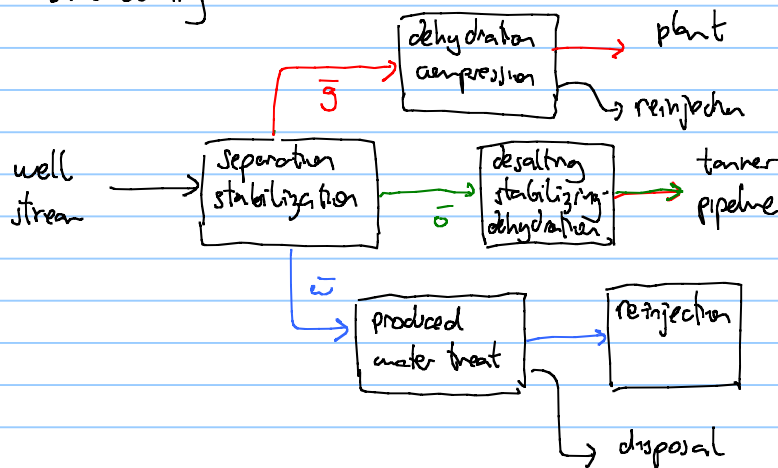 dehydration
compression
plant
reinjection
g
well
stream
separation
stabilization
o
desalting
stabilizing-
dehydration
tanker
pipeline
w
produced
water treat
reinjection
disposal